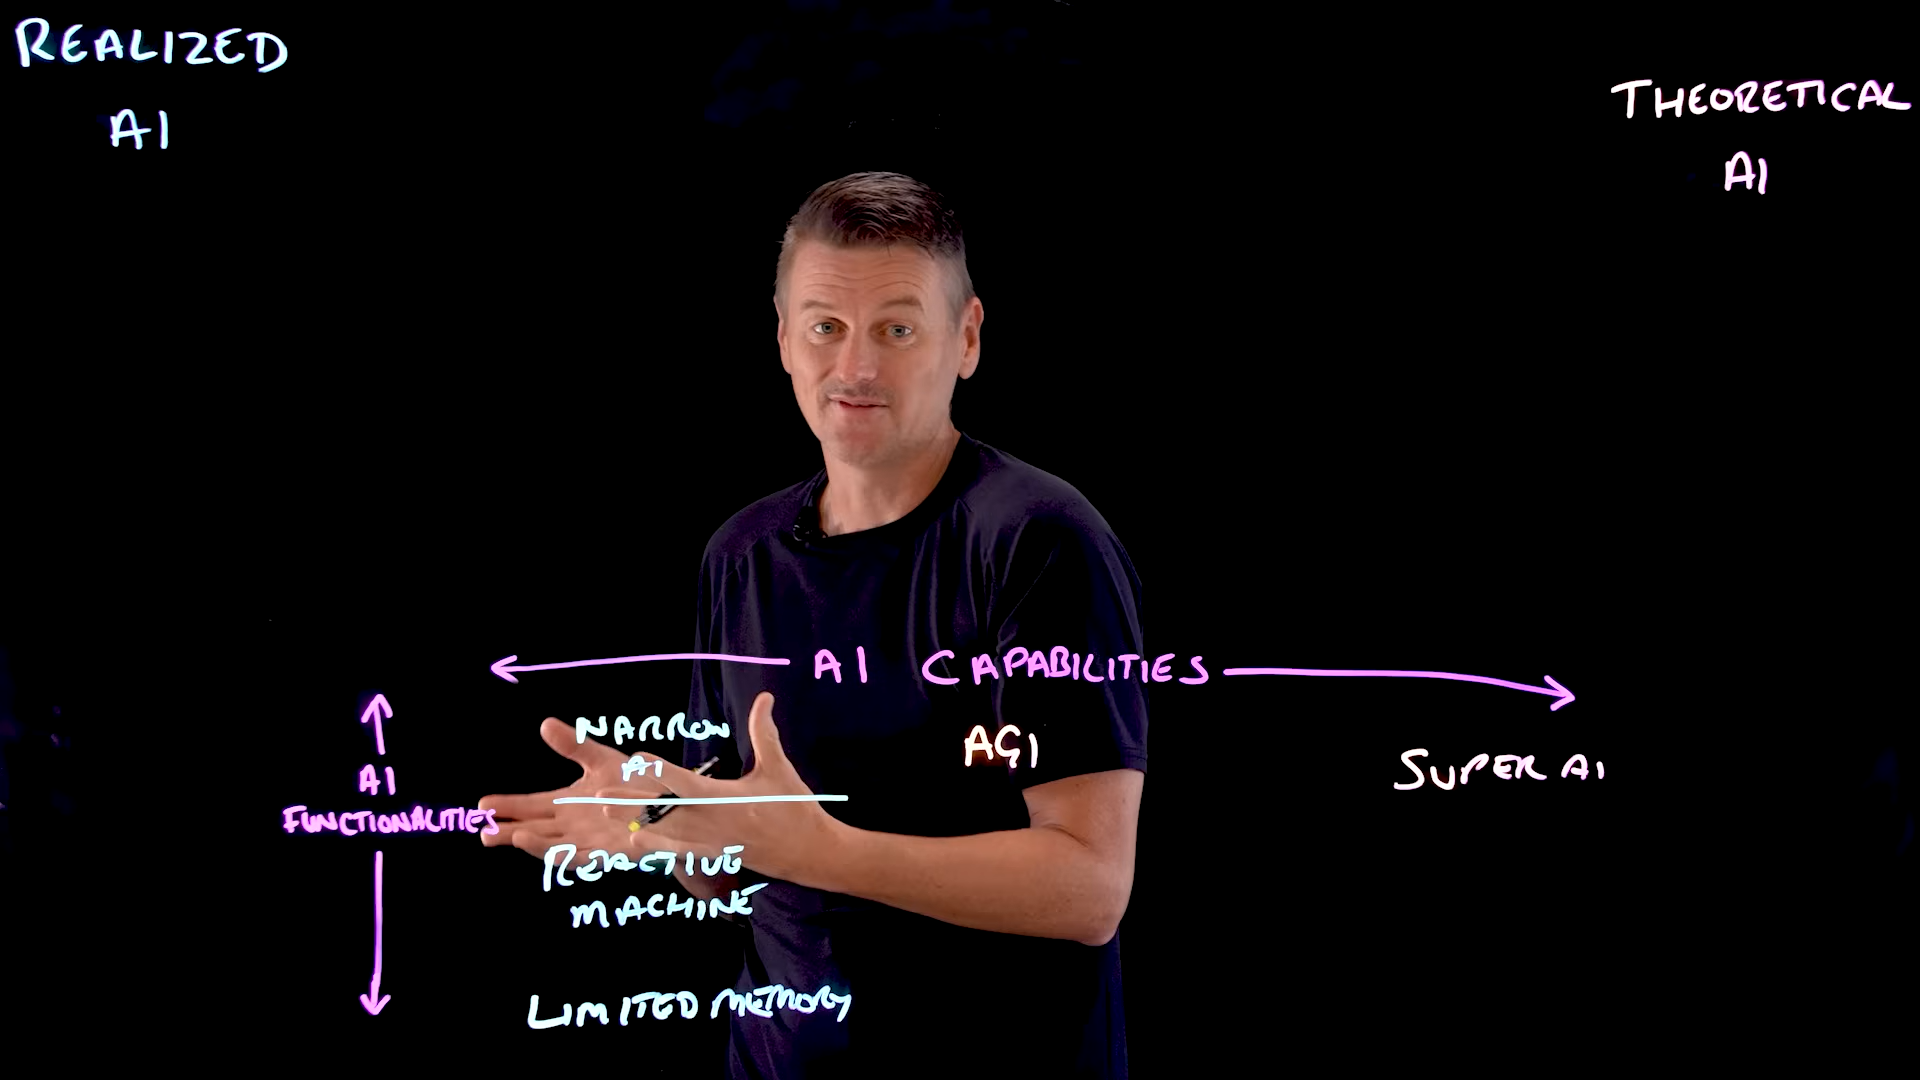 REALIZED
AI
THEORETICAL
AI
AI CAPABILITIES
NARROW
AI
AGI
SUPER AI
AI
FUNCTIONALITIES
REACTIVE
MACHINE
LIMITED MEMORY